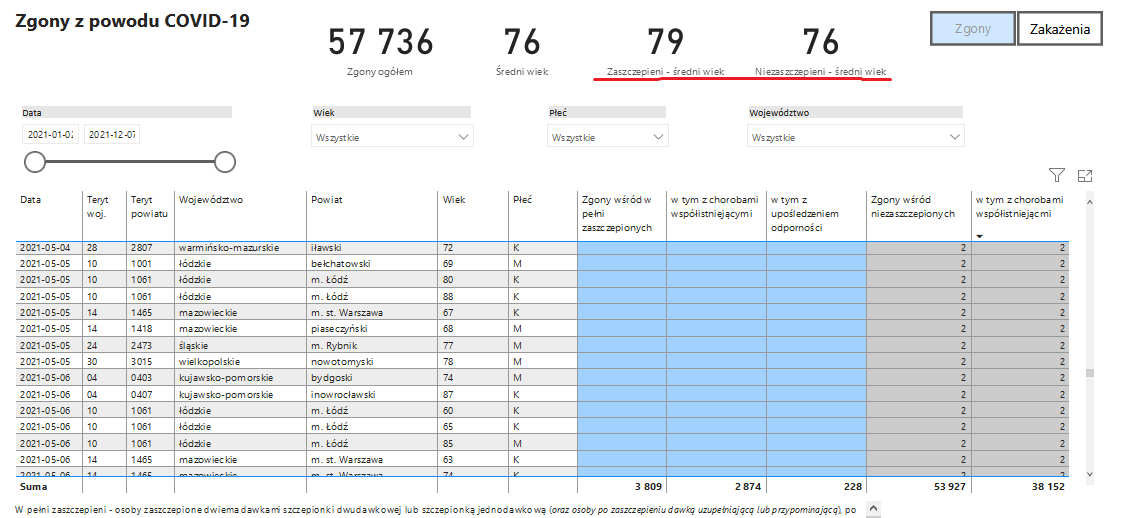 Zgony z powodu COVID-19
57 736
Zgony ogółem
76
Średni wiek
79
Zaszczepieni - średni wiek
76
Niezaszczepieni - średni wiek
Zgony
Zakażenia
Data
Wiek
Płeć
Województwo
2021-01-02 2021-12-07
Wszystkie
Wszystkie
Wszystkie
Data Teryt woj. Teryt powiatu Województwo Powiat Wiek Płeć Zgony wśród w pełni zaszczepionych w tym z chorobami współistniejącymi w tym z upośledzeniem odporności Zgony wśród niezaszczepionych w tym z chorobami współistniejącmi
2021-05-04 28 2807 warmińsko-mazurskie iławski 72 K 2 2
2021-05-05 10 1001 łódzkie bełchatowski 69 M 2 2
2021-05-05 10 1061 łódzkie m. Łódź 80 K 2 2
2021-05-05 10 1061 łódzkie m. Łódź 88 K 2 2
2021-05-05 14 1465 mazowieckie m. st. Warszawa 67 K 2 2
2021-05-05 14 1418 mazowieckie piaseczyński 68 M 2 2
2021-05-05 24 2473 śląskie m. Rybnik 77 M 2 2
2021-05-05 30 3015 wielkopolskie nowotomyski 78 M 2 2
2021-05-06 04 0403 kujawsko-pomorskie bydgoski 74 M 2 2
2021-05-06 04 0407 kujawsko-pomorskie inowrocławski 87 K 2 2
2021-05-06 10 1061 łódzkie m. Łódź 60 K 2 2
2021-05-06 10 1061 łódzkie m. Łódź 65 K 2 2
2021-05-06 10 1061 łódzkie m. Łódź 85 M 2 2
2021-05-06 14 1465 mazowieckie m. st. Warszawa 63 K 2 2
2021-05-06 14 1465 mazowieckie m. st. Warszawa 74 K 2 2
Suma 3 809 2 874 228 53 927 38 152
W pełni zaszczepieni - osoby zaszczepione dwiema dawkami szczepionki dwudawkowej lub szczepionką jednodawkową (oraz osoby po zaszczepieniu dawką uzupełniającą lub przypominającą), po